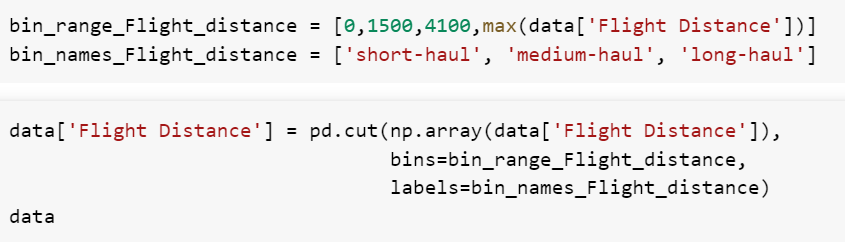 bin_range_Flight_distance = [0,1500,4100,max(data['Flight Distance'])]
bin_names_Flight_distance = ['short-haul', 'medium-haul', 'long-haul']
data['Flight Distance'] = pd.cut(np.array(data['Flight Distance']),
                                 bins=bin_range_Flight_distance,
                                 labels=bin_names_Flight_distance)
data